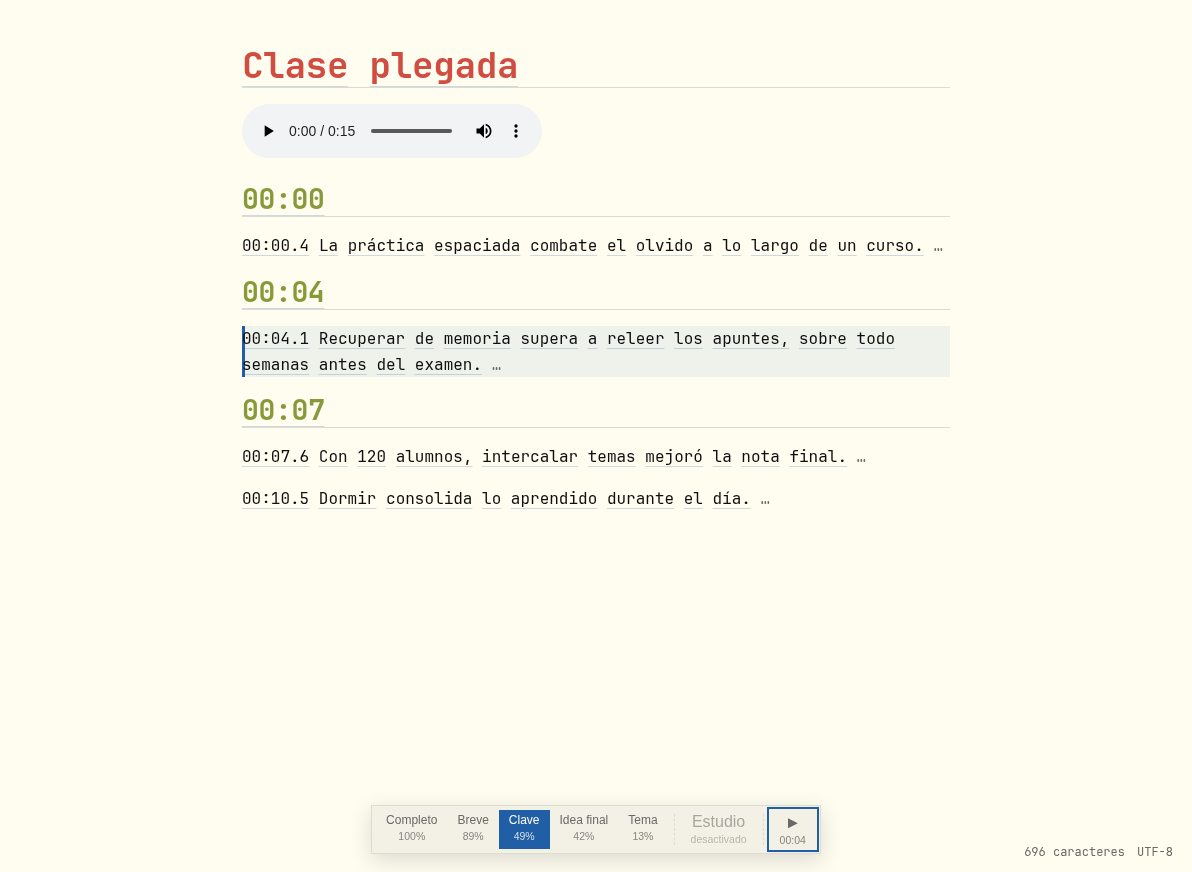 Clase plegada
0:00 / 0:15
00:00
00:00.4 La práctica espaciada combate el olvido a lo largo de un curso. …
00:04
00:04.1 Recuperar de memoria supera a releer los apuntes, sobre todo
semanas antes del examen. …
00:07
00:07.6 Con 120 alumnos, intercalar temas mejoró la nota final. …
00:10.5 Dormir consolida lo aprendido durante el día. …
Completo Breve Clave Idea final Tema Estudio ▶
100% 89% 49% 42% 13% desactivado 00:04
696 caracteres UTF-8